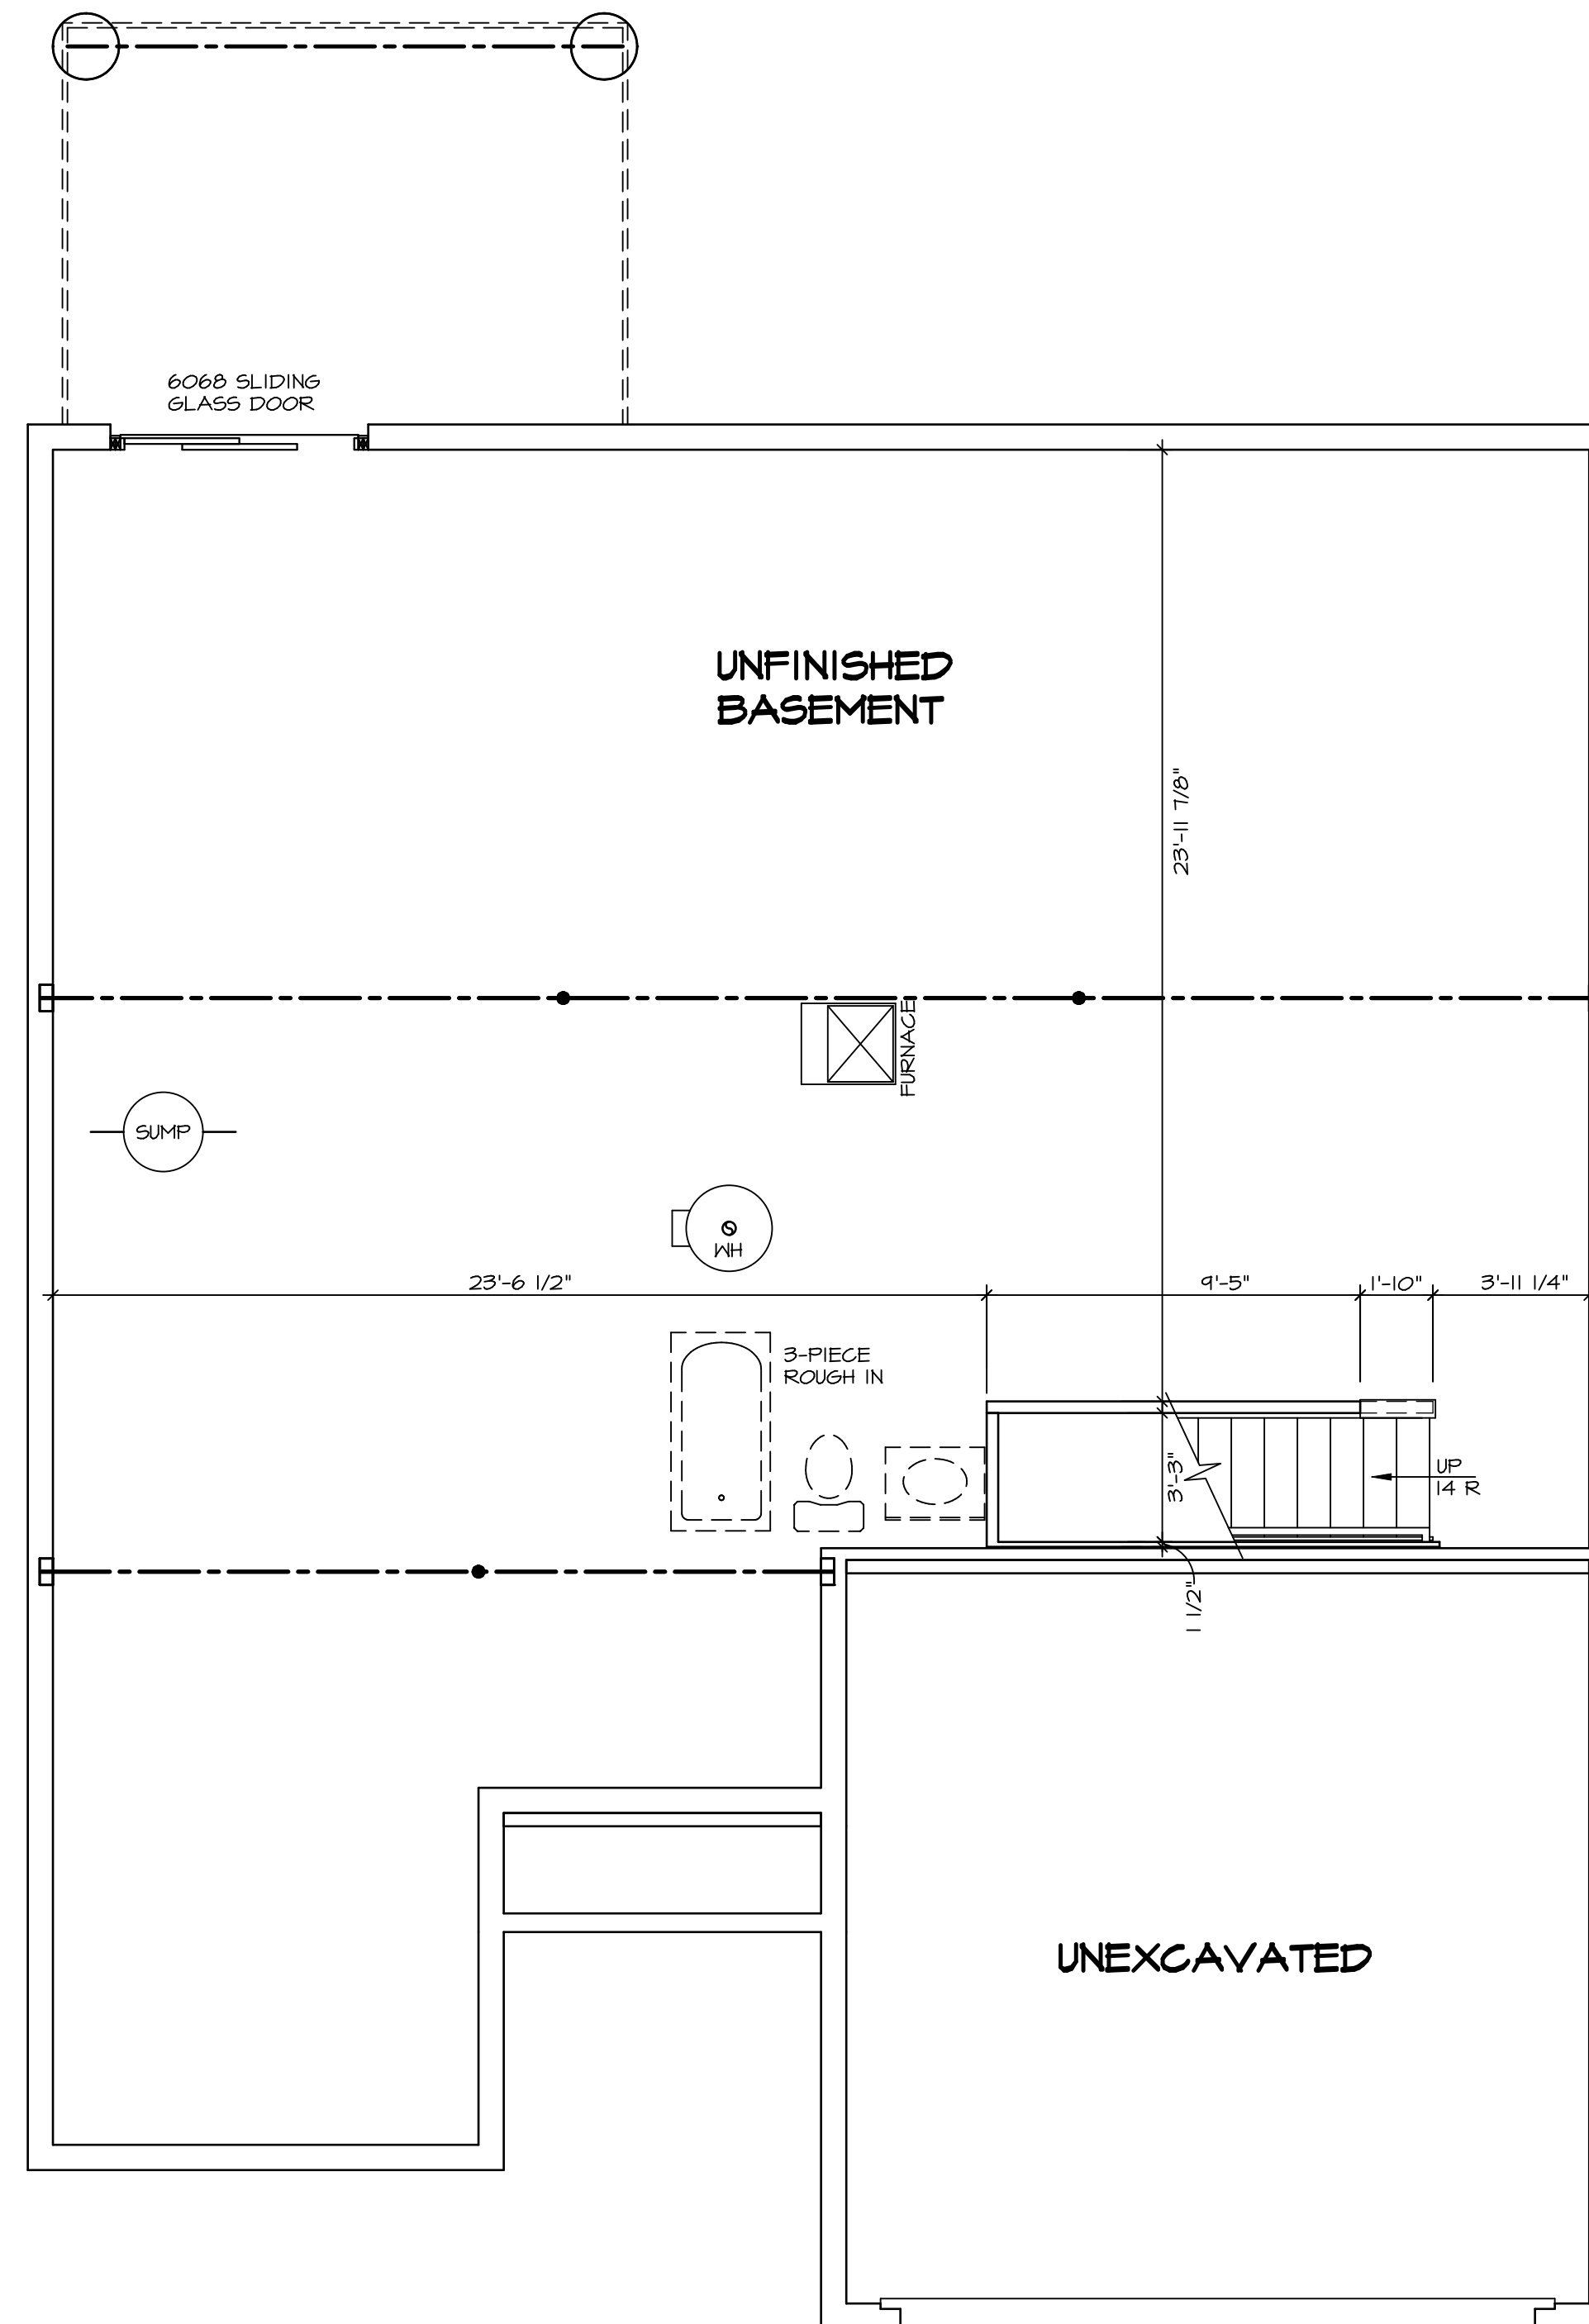 6068 SLIDING
GLASS DOOR
UNFINISHED
BASEMENT
23'-11 7/8"
FURNACE
SUMP
WH
23'-6 1/2"
9'-5"
1'-10"
3'-11 1/4"
3-PIECE
ROUGH IN
3'-3"
UP
14 R
1 1/2"
UNEXCAVATED